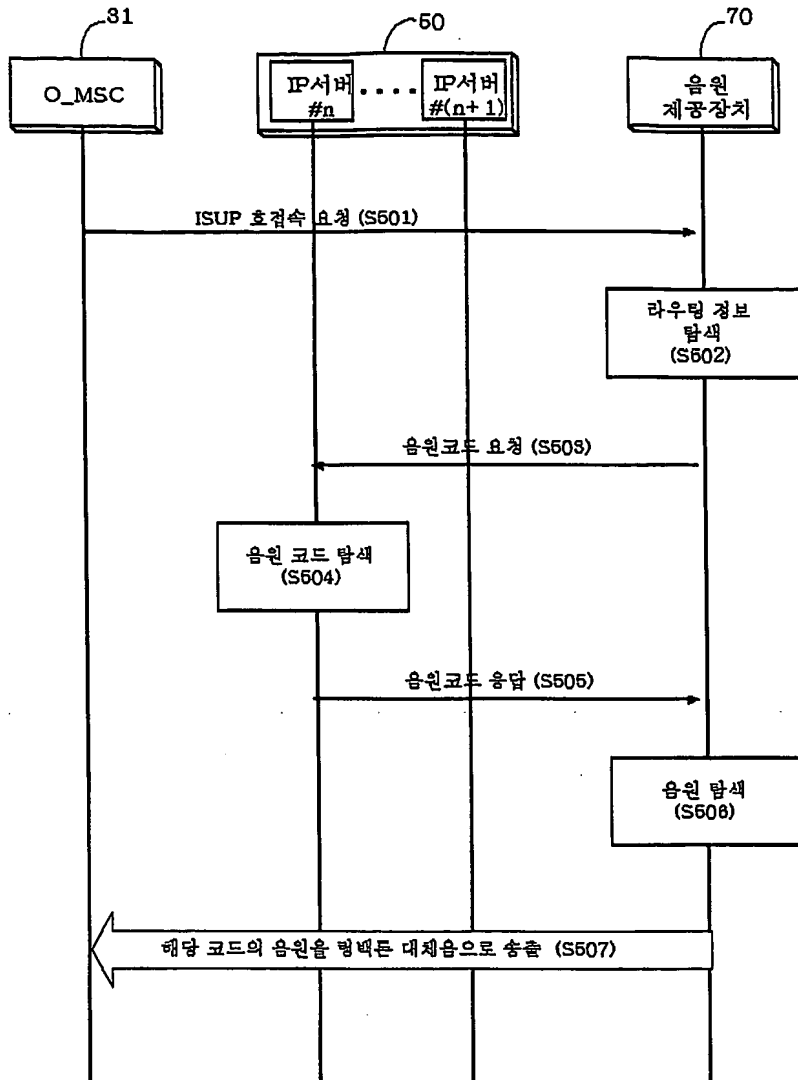 31
50
70
O_MSC
IP서버
#n
....
IP서버
#(n+1)
음원
제공장치
ISUP 호접속 요청 (S501)
라우팅 정보
탐색
(S502)
음원코드 요청 (S503)
음원 코드 탐색
(S504)
음원코드 응답 (S505)
음원 탐색
(S506)
해당 코드의 음원을 링백톤 대체음으로 송출 (S507)